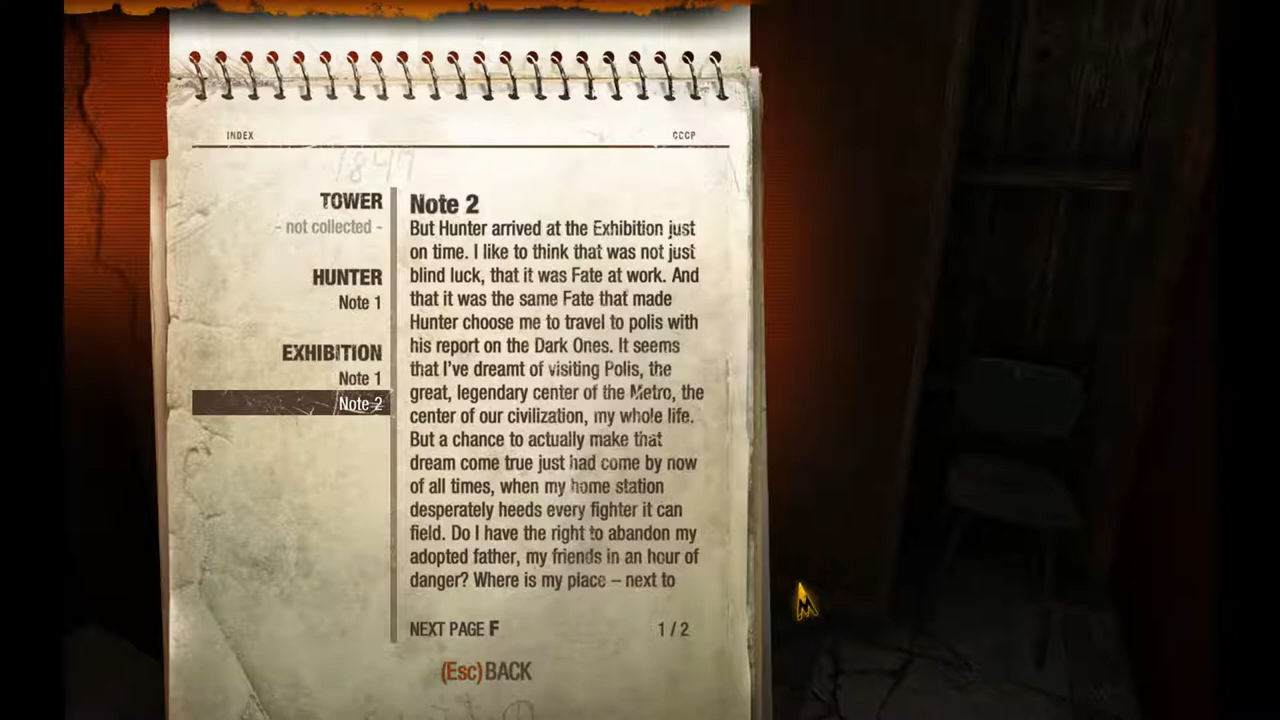 INDEX
CCCP
1847
TOWER
- not collected -
HUNTER
Note 1
EXHIBITION
Note 1
Note 2
Note 2
But Hunter arrived at the Exhibition just
on time. I like to think that was not just
blind luck, that it was Fate at work. And
that it was the same Fate that made
Hunter choose me to travel to polis with
his report on the Dark Ones. It seems
that I've dreamt of visiting Polis, the
great, legendary center of the Metro, the
center of our civilization, my whole life.
But a chance to actually make that
dream come true just had come by now
of all times, when my home station
desperately heeds every fighter it can
field. Do I have the right to abandon my
adopted father, my friends in an hour of
danger? Where is my place – next to
NEXT PAGE F
1 / 2
(Esc) BACK